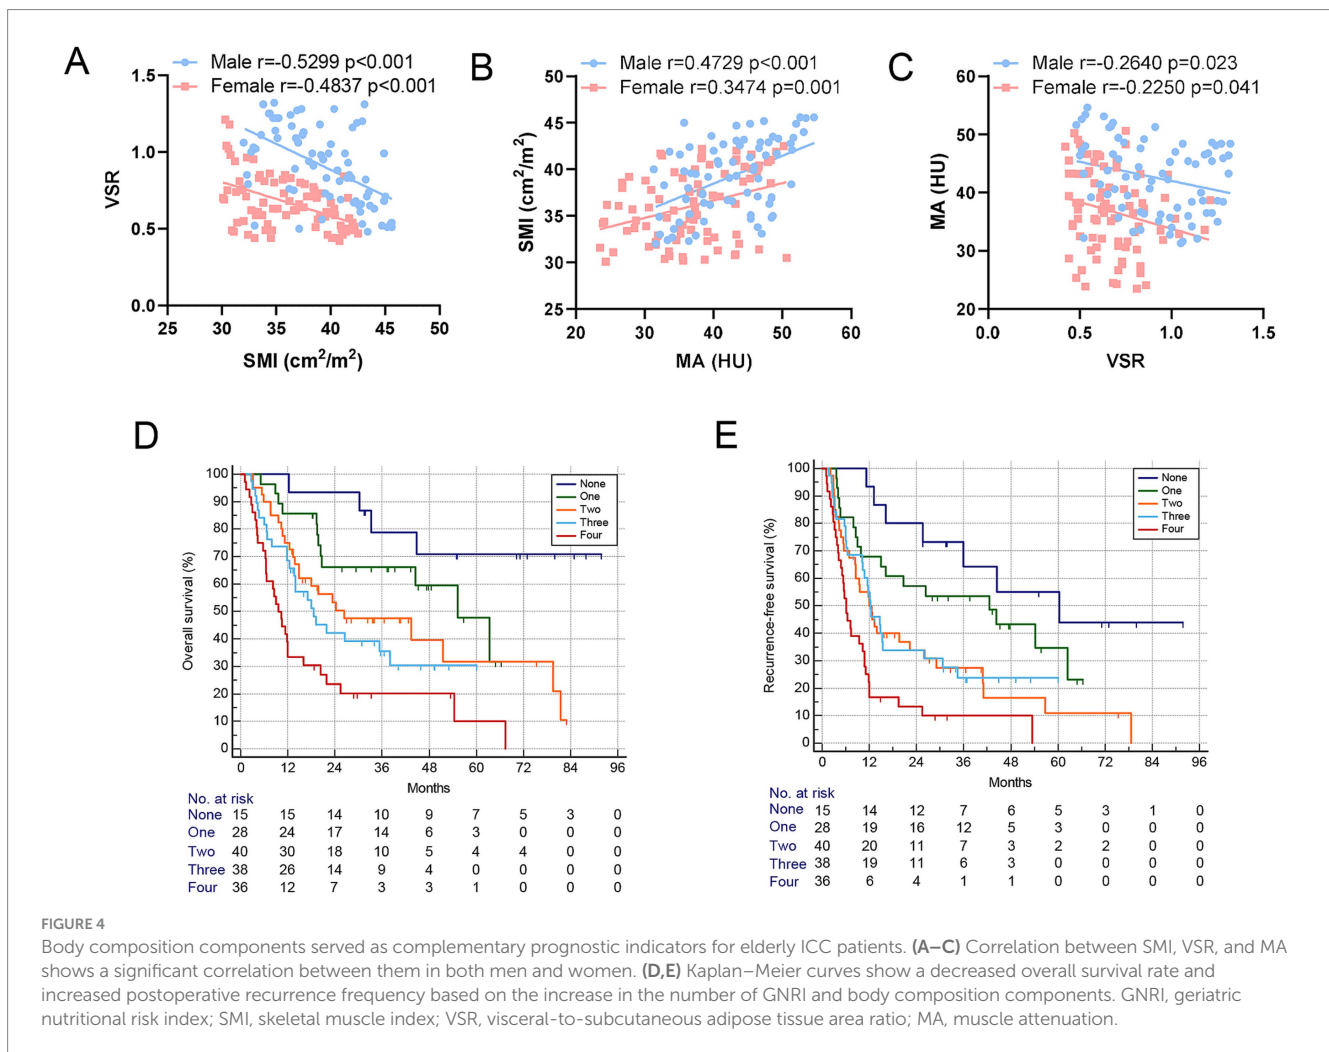 A
Male r=-0.5299 p<0.001
Female r=-0.4837 p<0.001
1.5
1.0
0.5
0.0
VSR
25 30 35 40 45 50
SMI (cm²/m²)
B
Male r=0.4729 p<0.001
Female r=0.3474 p=0.001
50
45
40
35
30
25
SMI (cm²/m²)
20 30 40 50 60
MA (HU)
C
Male r=-0.2640 p=0.023
Female r=-0.2250 p=0.041
60
50
40
30
20
MA (HU)
0.0 0.5 1.0 1.5
VSR
D
100
90
80
70
60
50
40
30
20
10
0
Overall survival (%)
None
One
Two
Three
Four
0 12 24 36 48 60 72 84 96
Months
No. at risk
None 15 15 14 10 9 7 5 3 0
One 28 24 17 14 6 3 0 0 0
Two 40 30 18 10 5 4 4 0 0
Three 38 26 14 9 4 0 0 0 0
Four 36 12 7 3 3 1 0 0 0
E
100
90
80
70
60
50
40
30
20
10
0
Recurrence-free survival (%)
None
One
Two
Three
Four
0 12 24 36 48 60 72 84 96
Months
No. at risk
None 15 14 12 7 6 5 3 1 0
One 28 19 16 12 5 3 0 0 0
Two 40 20 11 7 3 2 2 0 0
Three 38 19 11 6 3 0 0 0 0
Four 36 6 4 1 1 0 0 0 0
FIGURE 4
Body composition components served as complementary prognostic indicators for elderly ICC patients. (A–C) Correlation between SMI, VSR, and MA
shows a significant correlation between them in both men and women. (D,E) Kaplan–Meier curves show a decreased overall survival rate and
increased postoperative recurrence frequency based on the increase in the number of GNRI and body composition components. GNRI, geriatric
nutritional risk index; SMI, skeletal muscle index; VSR, visceral-to-subcutaneous adipose tissue area ratio; MA, muscle attenuation.